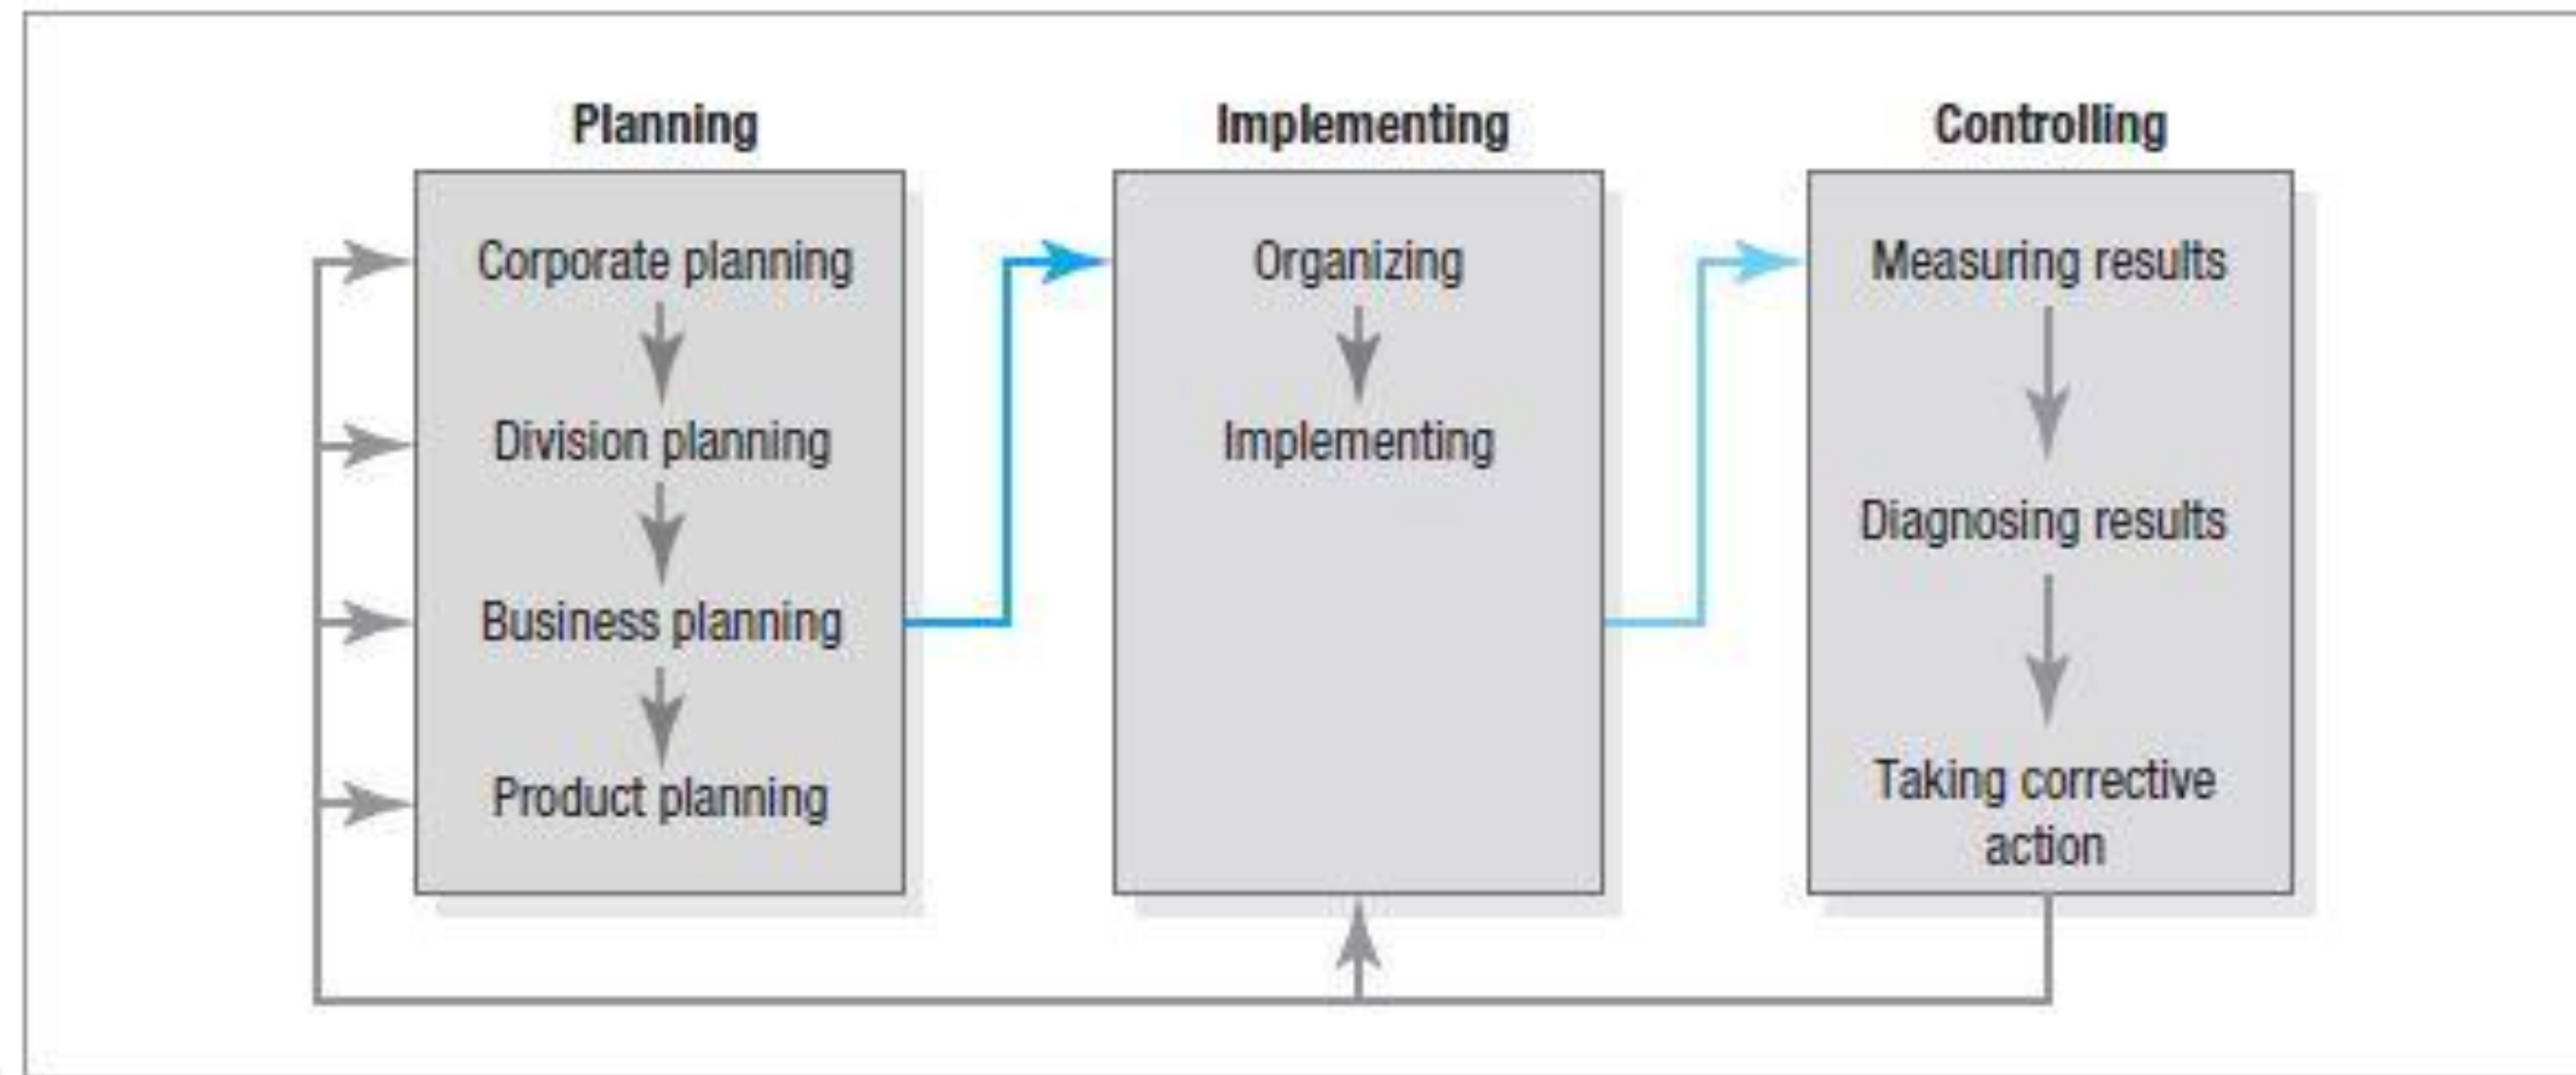 Planning
Corporate planning
Division planning
Business planning
Product planning
Implementing
Organizing
Implementing
Controlling
Measuring results
Diagnosing results
Taking corrective
action